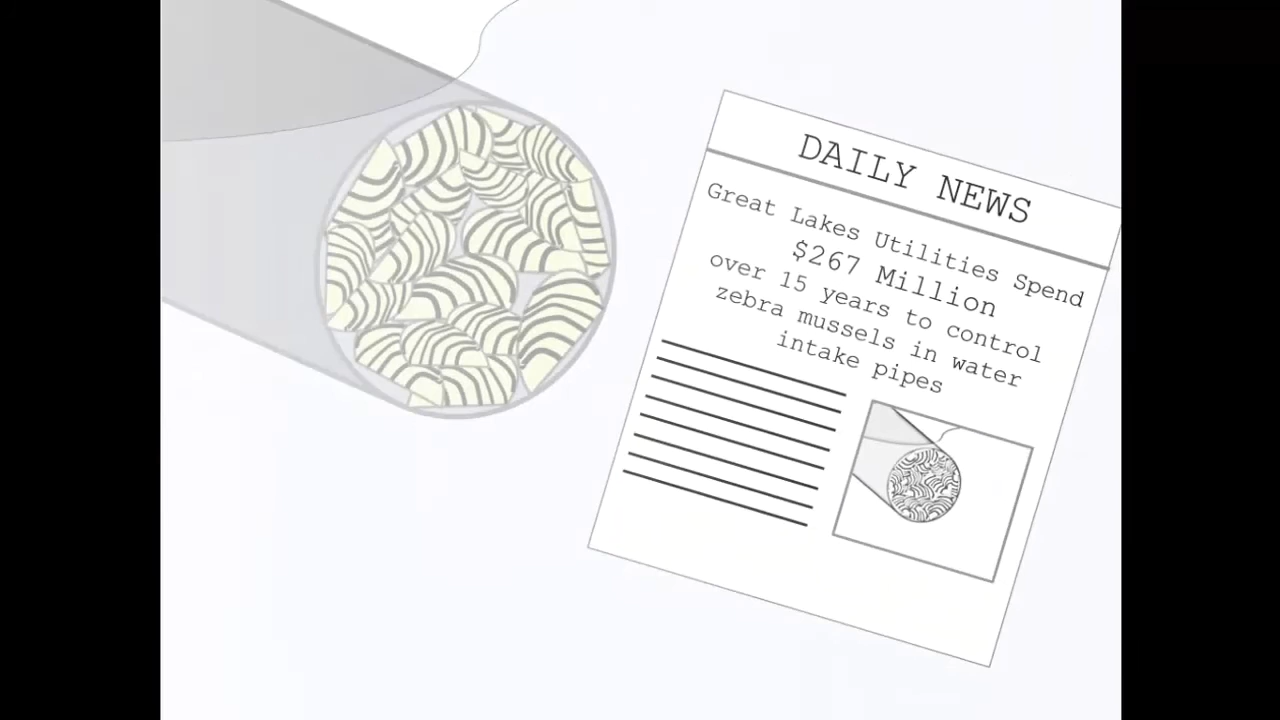 DAILY NEWS
Great Lakes Utilities Spend
$267 Million
over 15 years to control
zebra mussels in water
intake pipes